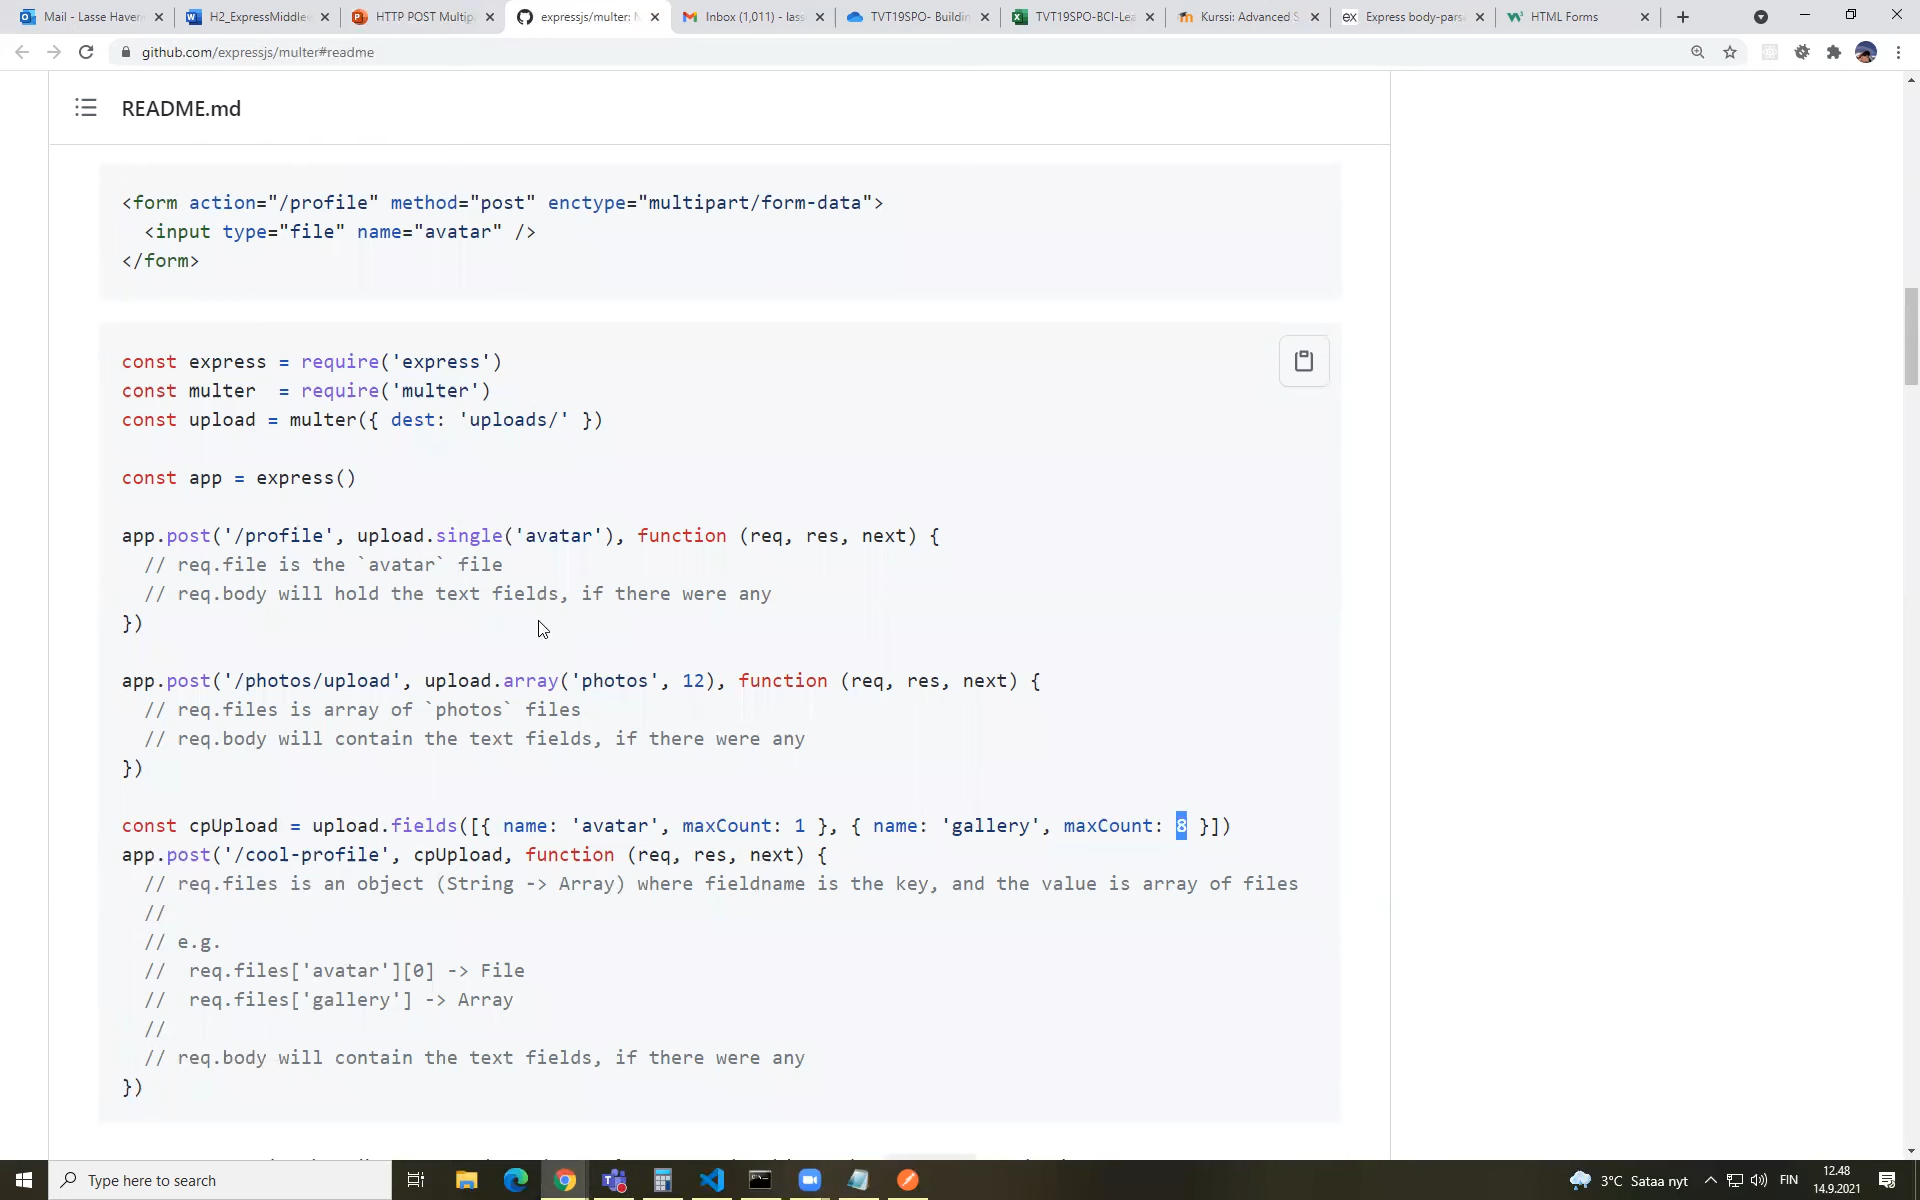 Mail - Lasse Haver
H2_ExpressMiddle
HTTP POST Multip
expressjs/multer: N
Inbox (1,011) - lass
TVT19SPO- Buildin
TVT19SPO-BCI-Lea
Kurssi: Advanced S
Express body-pars
HTML Forms
github.com/expressjs/multer#readme
README.md
<form action="/profile" method="post" enctype="multipart/form-data">
  <input type="file" name="avatar" />
</form>
const express = require('express')
const multer  = require('multer')
const upload = multer({ dest: 'uploads/' })
const app = express()
app.post('/profile', upload.single('avatar'), function (req, res, next) {
  // req.file is the `avatar` file
  // req.body will hold the text fields, if there were any
})
app.post('/photos/upload', upload.array('photos', 12), function (req, res, next) {
  // req.files is array of `photos` files
  // req.body will contain the text fields, if there were any
})
const cpUpload = upload.fields([{ name: 'avatar', maxCount: 1 }, { name: 'gallery', maxCount: 8 }])
app.post('/cool-profile', cpUpload, function (req, res, next) {
  // req.files is an object (String -> Array) where fieldname is the key, and the value is array of files
  //
  // e.g.
  //  req.files['avatar'][0] -> File
  //  req.files['gallery'] -> Array
  //
  // req.body will contain the text fields, if there were any
})
Type here to search
3°C Sataa nyt
FIN
12.48
14.9.2021